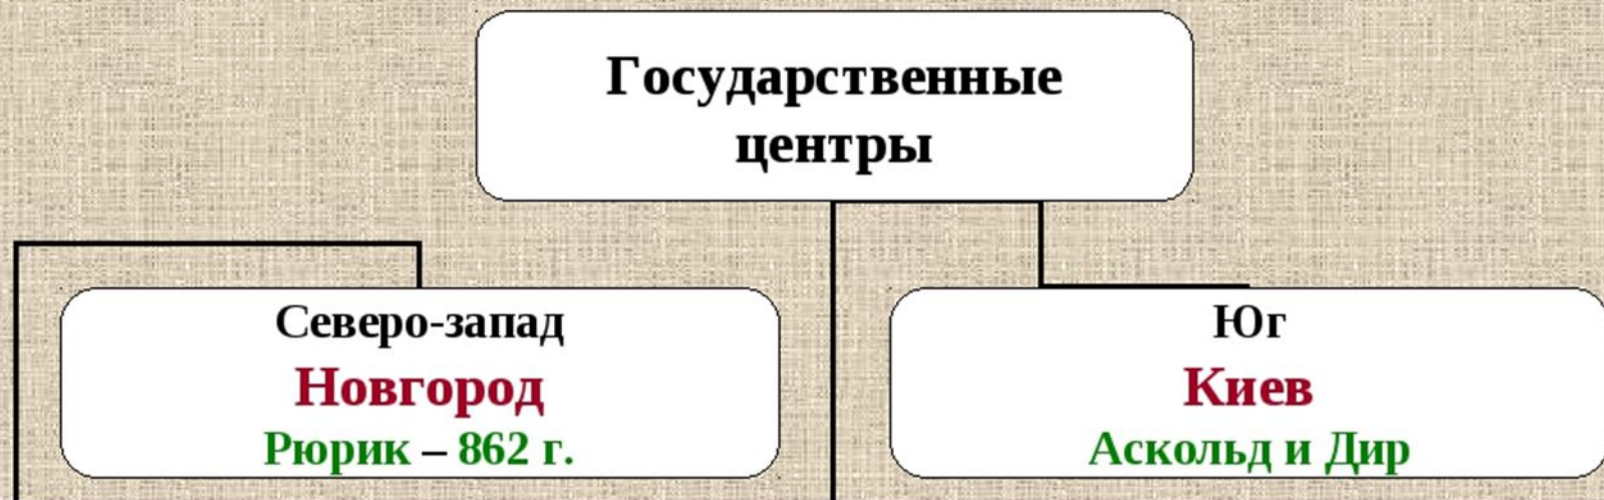 Государственные
центры
Северо-запад
Новгород
Рюрик – 862 г.
Юг
Киев
Аскольд и Дир